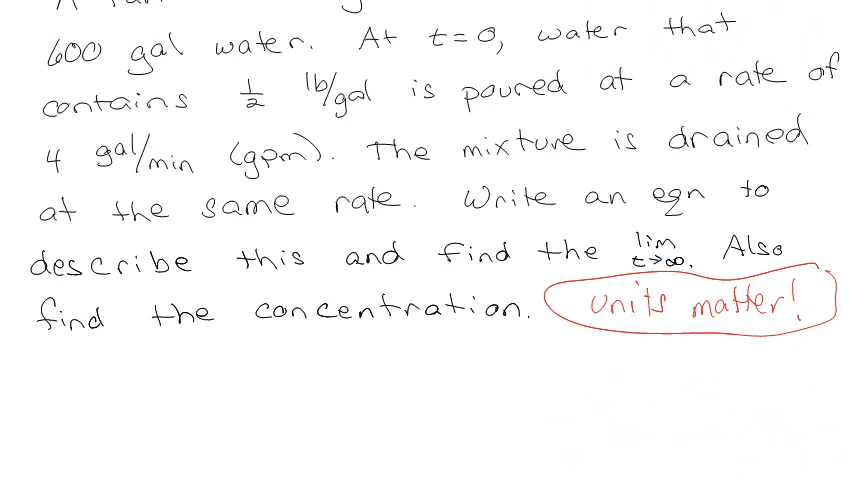 600 gal water. At t=0, water that
contains 1/2 lb/gal is poured at a rate of
4 gal/min (gpm). The mixture is drained
at the same rate. Write an eqn to
describe this and find the lim t→∞. Also
find the concentration. units matter!